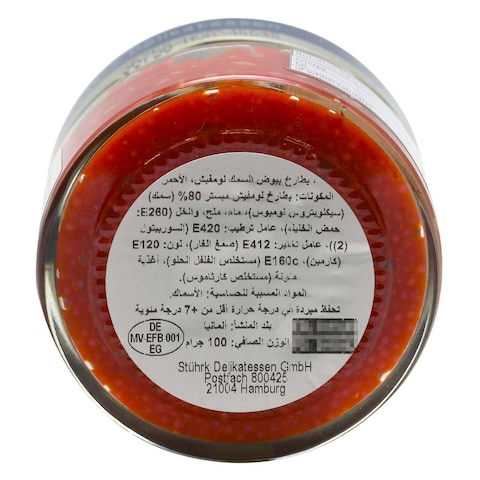 ، بطارخ بيوض السمك لومفيش، الأحمر
المكونات: بطارخ لومفيش مبستر 80% (سمك)
(سيكلوبتروس لومبوس)، ماء، ملح، والخل (E260:
حمض الخليك)، عامل ترطيب: E420 (السوربيتول
(2))، عامل تخثير: E412 (صمغ الغار)، لون: E120
(كارمين)، E160c (مستخلص الفلفل الحلو)، أغذية
ملونة (مستخلص كارثاموس).
المواد المسببة للحساسية: الأسماك.
تحفظ مبردة في درجة حرارة أقل من +7 درجة مئوية
بلد المنشأ: ألمانيا
الوزن الصافي: 100 جرام
DE
MV-EFB 001
EG
Stührk Delikatessen GmbH
Postfach 800425
21004 Hamburg